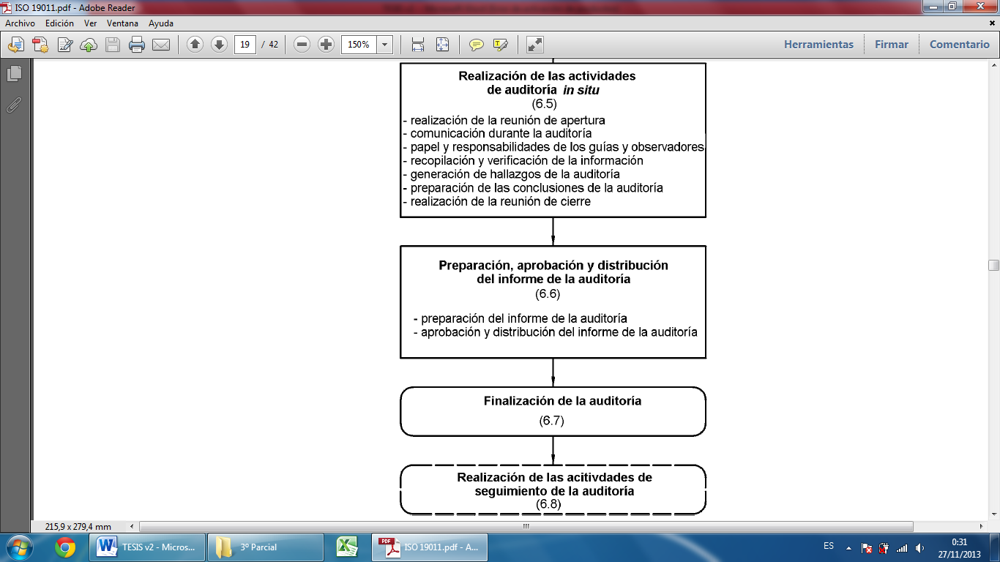 ISO 19011.pdf - Adobe Reader
Archivo Edición Ver Ventana Ayuda
19 / 42 150% Herramientas Firmar Comentario
Realización de las actividades
de auditoría in situ
(6.5)
- realización de la reunión de apertura
- comunicación durante la auditoría
- papel y responsabilidades de los guías y observadores
- recopilación y verificación de la información
- generación de hallazgos de la auditoría
- preparación de las conclusiones de la auditoría
- realización de la reunión de cierre
Preparación, aprobación y distribución
del informe de la auditoría
(6.6)
- preparación del informe de la auditoría
- aprobación y distribución del informe de la auditoría
Finalización de la auditoría
(6.7)
Realización de las acitivdades de
seguimiento de la auditoría
(6.8)
215,9 x 279,4 mm
TESIS v2 - Micros... 3º Parcial PDF ISO 19011.pdf - A... ES 0:31
27/11/2013